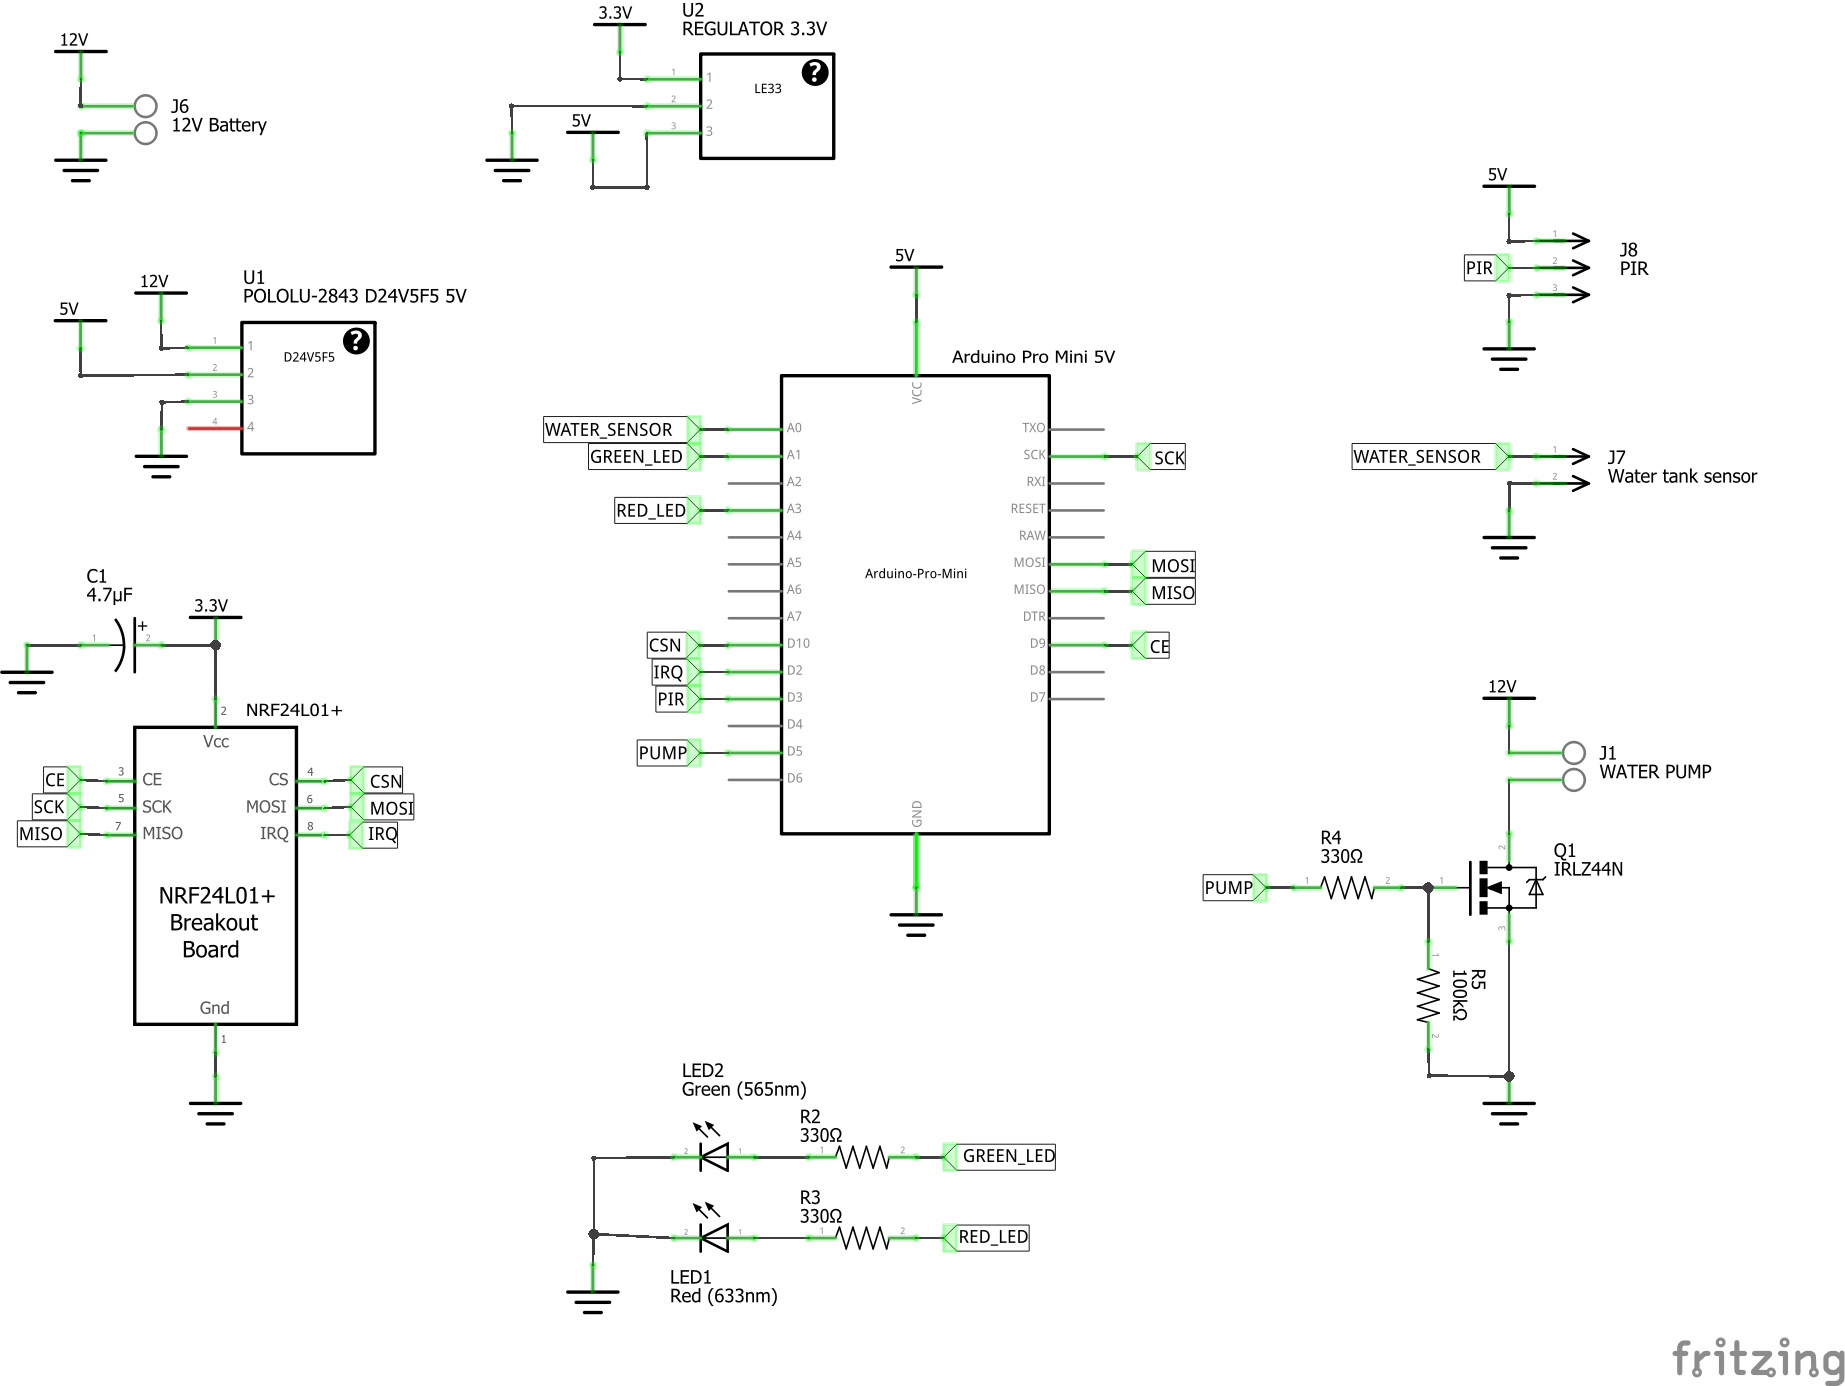 12V
J6
12V Battery
3.3V
U2
REGULATOR 3.3V
LE33
?
1
1
2
2
3
3
5V
12V
5V
U1
POLOLU-2843 D24V5F5 5V
D24V5F5
?
1
1
2
2
3
3
4
4
C1
4.7µF
1
+
2
3.3V
2
NRF24L01+
Vcc
CE
3
CE
SCK
5
SCK
MISO
7
MISO
CS
4
CSN
MOSI
6
MOSI
IRQ
8
IRQ
NRF24L01+
Breakout
Board
Gnd
1
5V
Arduino Pro Mini 5V
VCC
Arduino-Pro-Mini
GND
WATER_SENSOR
A0
GREEN_LED
A1
A2
RED_LED
A3
A4
A5
A6
A7
CSN
D10
IRQ
D2
PIR
D3
D4
PUMP
D5
D6
TXO
SCK
SCK
RXI
RESET
RAW
MOSI
MOSI
MISO
MISO
DTR
D9
CE
D8
D7
5V
1
PIR
2
3
J8
PIR
WATER_SENSOR
1
2
J7
Water tank sensor
12V
J1
WATER PUMP
2
Q1
IRLZ44N
R4
330Ω
PUMP
1
2
1
3
1
R5
100kΩ
2
LED2
Green (565nm)
R2
330Ω
2
1
1
2
GREEN_LED
R3
330Ω
2
1
1
2
RED_LED
LED1
Red (633nm)
fritzing